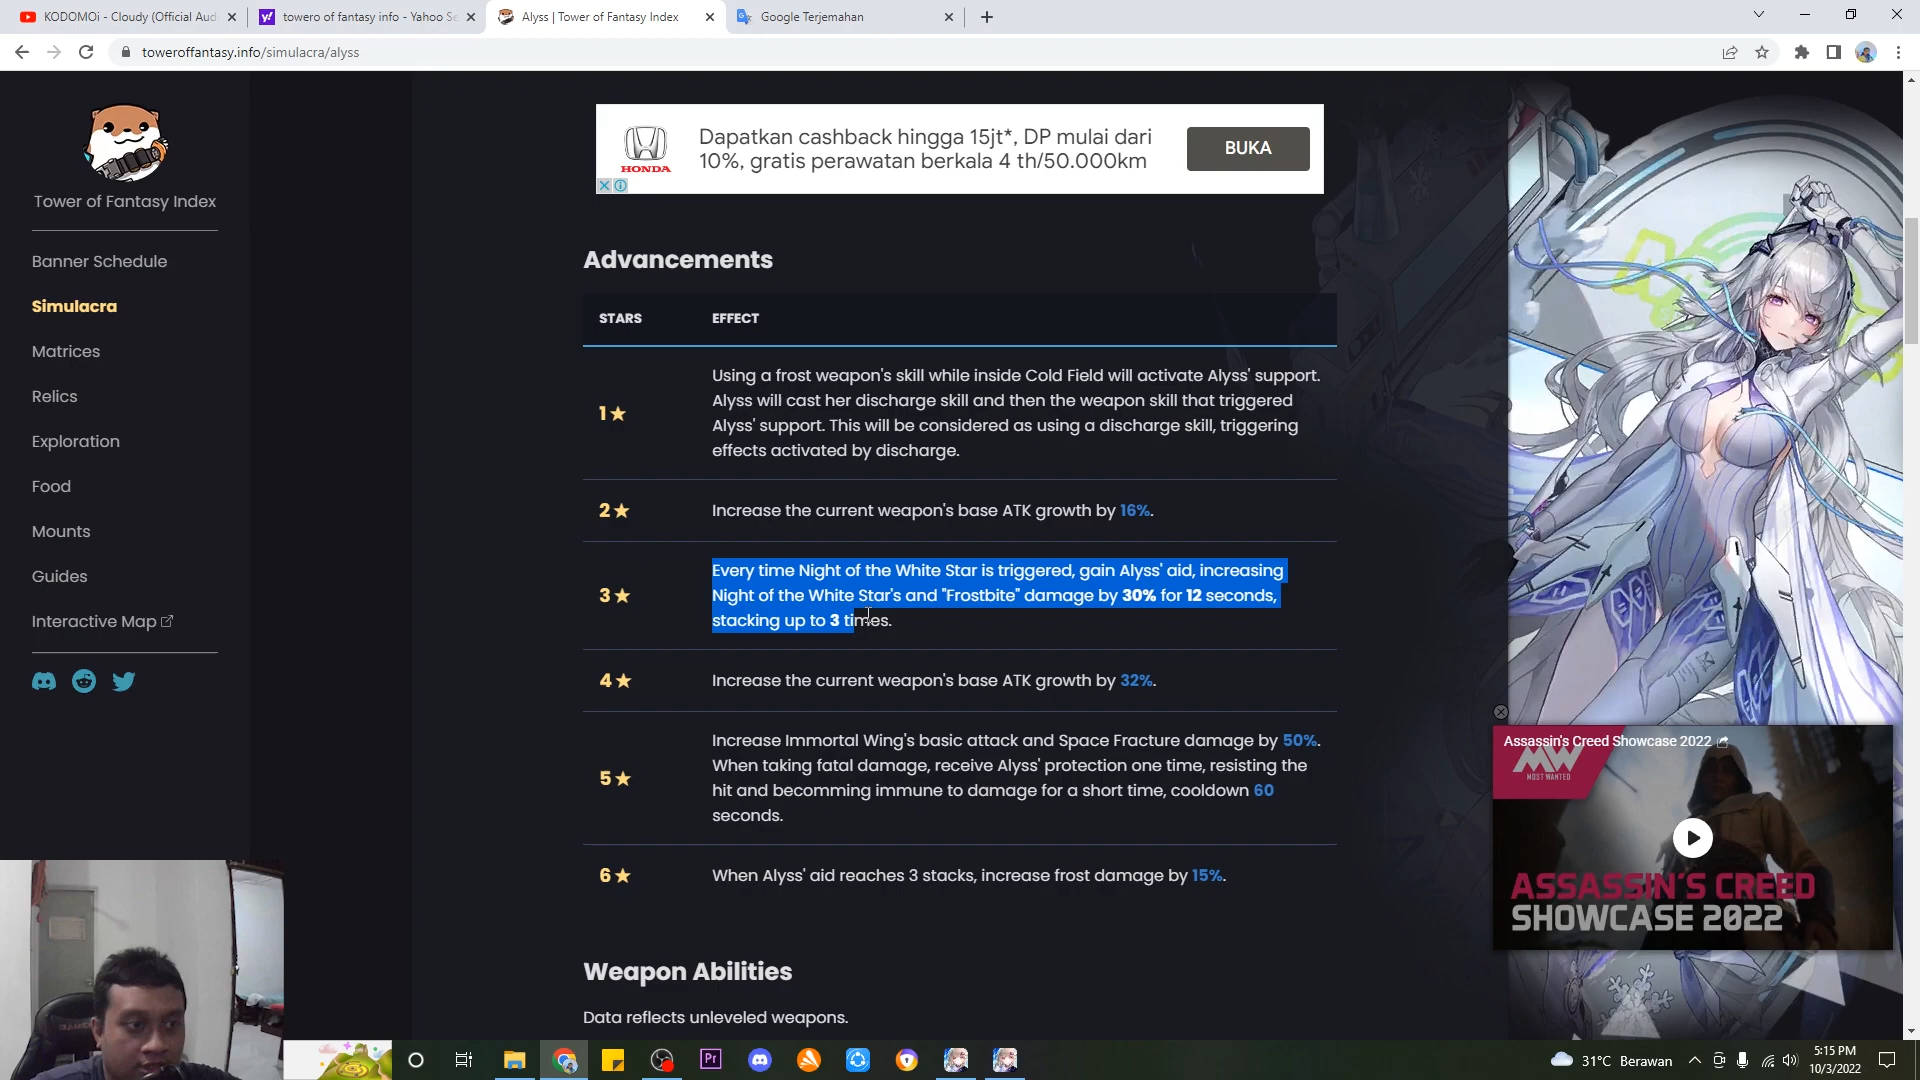 KODOMOi - Cloudy (Official Aud
towero of fantasy info - Yahoo Se
Alyss | Tower of Fantasy Index
Google Terjemahan
toweroffantasy.info/simulacra/alyss
Tower of Fantasy Index
Banner Schedule
Simulacra
Matrices
Relics
Exploration
Food
Mounts
Guides
Interactive Map
HONDA
Dapatkan cashback hingga 15jt*, DP mulai dari
10%, gratis perawatan berkala 4 th/50.000km
BUKA
Advancements
STARS EFFECT
1★ Using a frost weapon's skill while inside Cold Field will activate Alyss' support.
Alyss will cast her discharge skill and then the weapon skill that triggered
Alyss' support. This will be considered as using a discharge skill, triggering
effects activated by discharge.
2★ Increase the current weapon's base ATK growth by 16%.
3★ Every time Night of the White Star is triggered, gain Alyss' aid, increasing
Night of the White Star's and "Frostbite" damage by 30% for 12 seconds,
stacking up to 3 times.
4★ Increase the current weapon's base ATK growth by 32%.
5★ Increase Immortal Wing's basic attack and Space Fracture damage by 50%.
When taking fatal damage, receive Alyss' protection one time, resisting the
hit and becomming immune to damage for a short time, cooldown 60
seconds.
6★ When Alyss' aid reaches 3 stacks, increase frost damage by 15%.
Weapon Abilities
Data reflects unleveled weapons.
Assassin's Creed Showcase 2022
MW
MOST WANTED
ASSASSIN'S CREED
SHOWCASE 2022
Pr
31°C Berawan
5:15 PM
10/3/2022